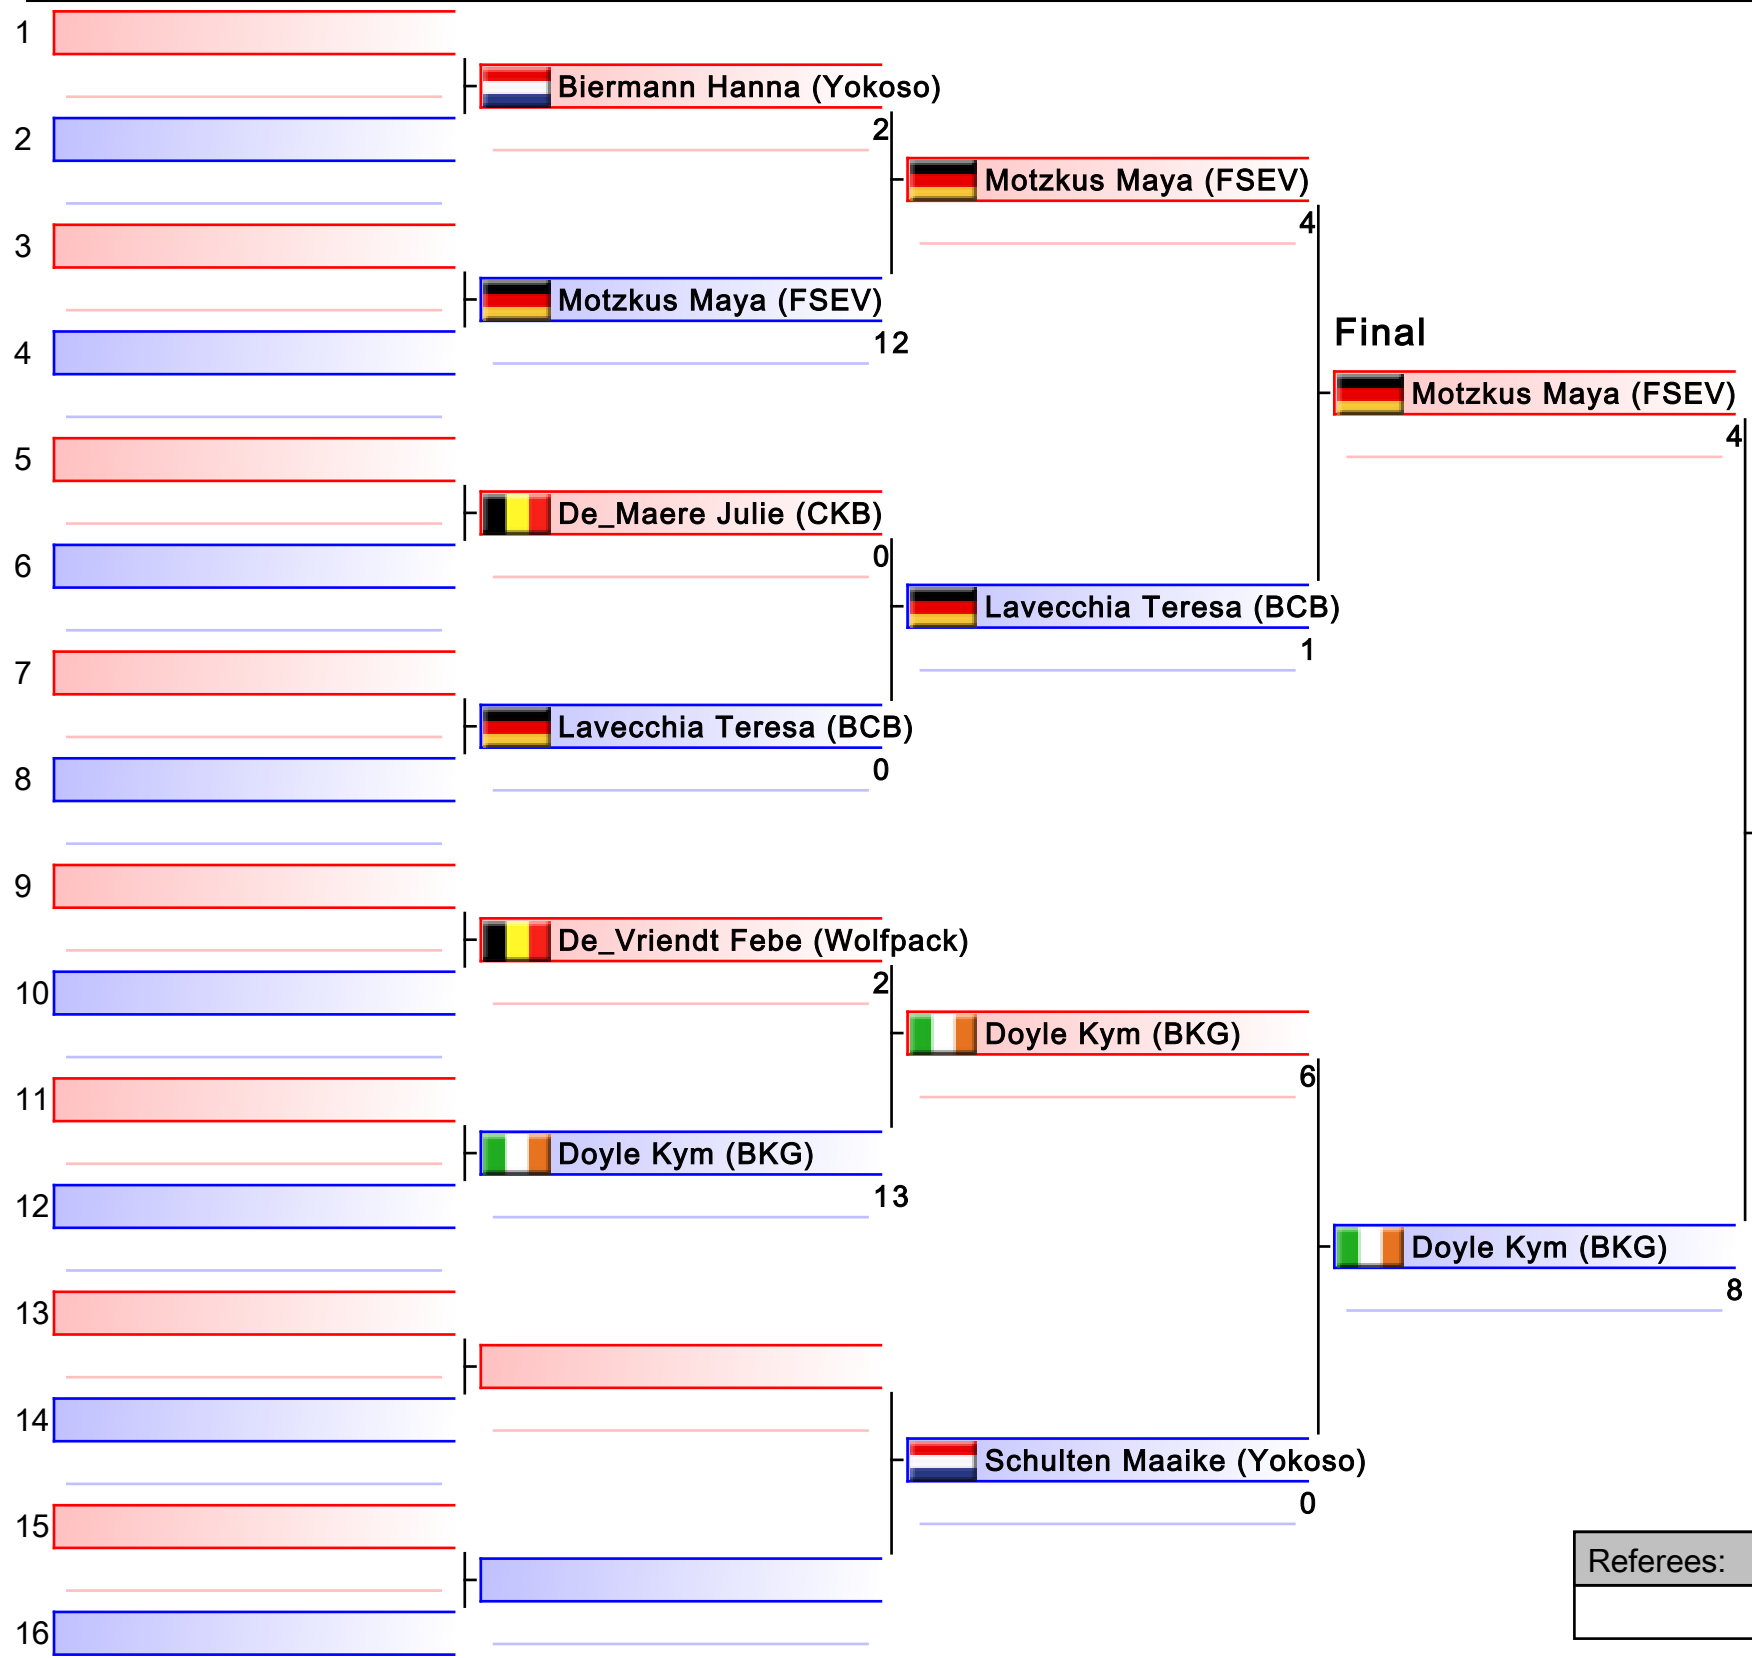 1
Biermann Hanna (Yokoso)
2
2
Motzkus Maya (FSEV)
4
3
Motzkus Maya (FSEV)
12
4
Final
Motzkus Maya (FSEV)
4
5
De_Maere Julie (CKB)
0
6
Lavecchia Teresa (BCB)
1
7
Lavecchia Teresa (BCB)
0
8
9
De_Vriendt Febe (Wolfpack)
2
10
Doyle Kym (BKG)
6
11
Doyle Kym (BKG)
13
12
Doyle Kym (BKG)
8
13
14
Schulten Maaike (Yokoso)
0
15
Referees:
16